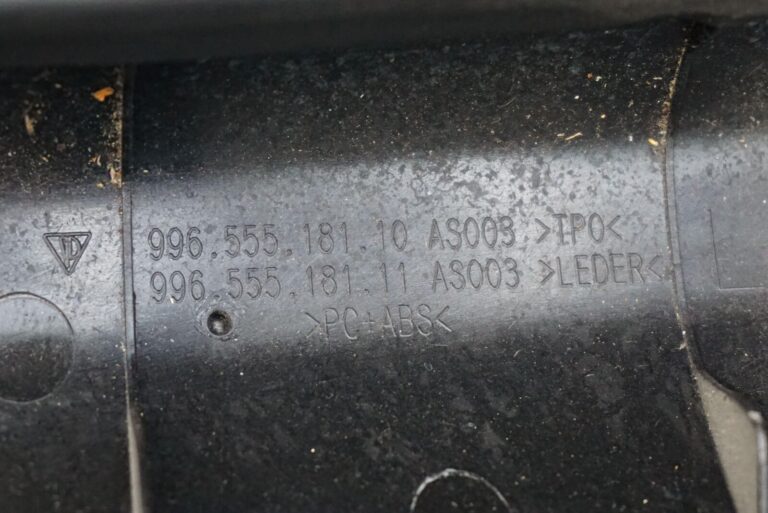 996.555.181.10 AS003 >TPO<
996.555.181.11 AS003 >LEDER<
>PC+ABS<